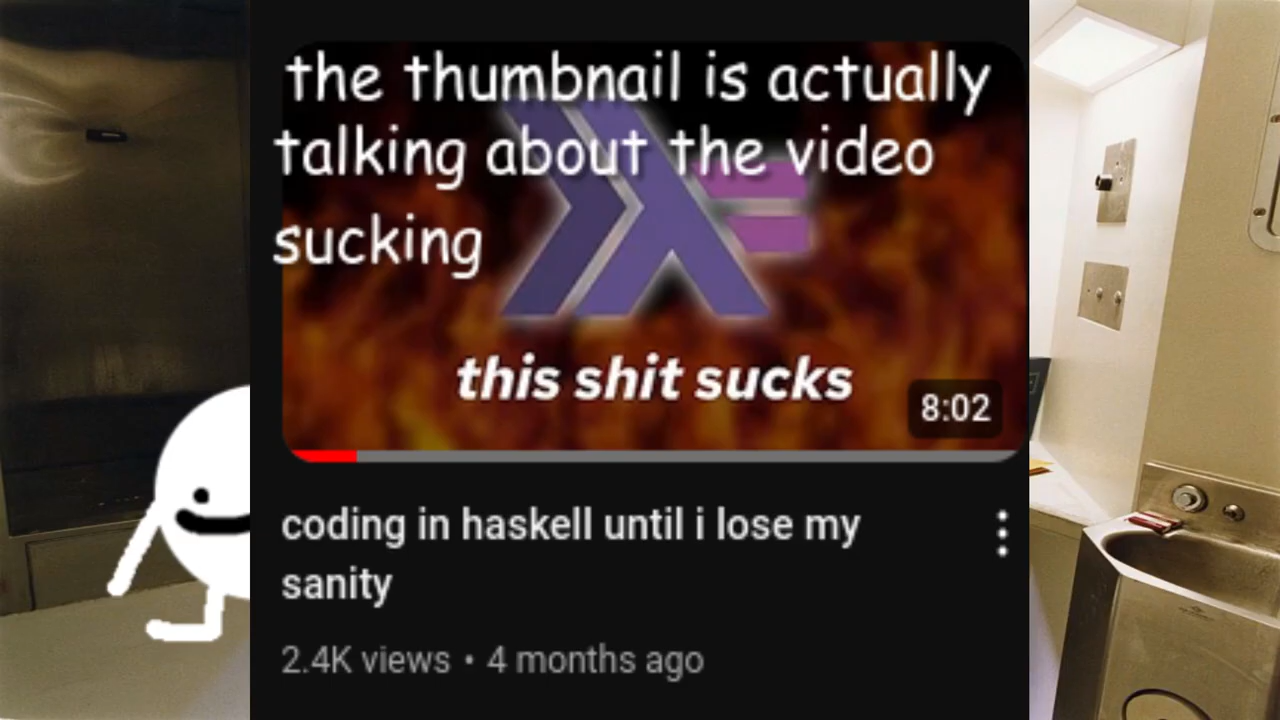 the thumbnail is actually
talking about the video
sucking
this shit sucks
8:02
coding in haskell until i lose my
sanity
2.4K views • 4 months ago